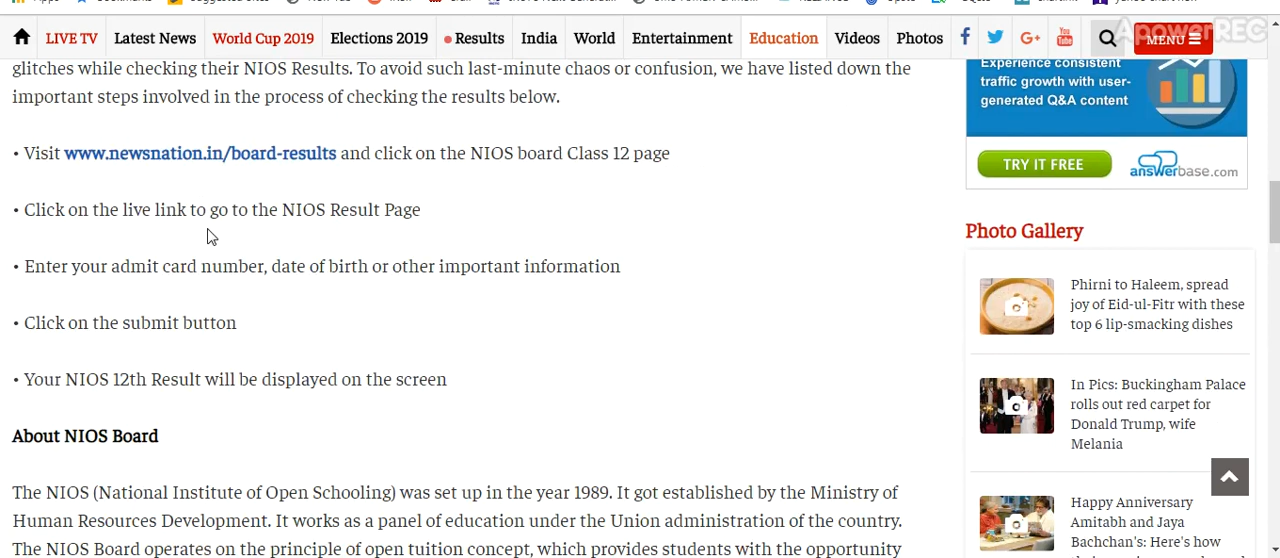 LIVE TV Latest News World Cup 2019 Elections 2019 Results India World Entertainment Education Videos Photos f G+ You Tube MENU
ApowerREC
glitches while checking their NIOS Results. To avoid such last-minute chaos or confusion, we have listed down the
important steps involved in the process of checking the results below.
• Visit www.newsnation.in/board-results and click on the NIOS board Class 12 page
• Click on the live link to go to the NIOS Result Page
• Enter your admit card number, date of birth or other important information
• Click on the submit button
• Your NIOS 12th Result will be displayed on the screen
About NIOS Board
The NIOS (National Institute of Open Schooling) was set up in the year 1989. It got established by the Ministry of
Human Resources Development. It works as a panel of education under the Union administration of the country.
The NIOS Board operates on the principle of open tuition concept, which provides students with the opportunity
Experience consistent
traffic growth with user-
generated Q&A content
TRY IT FREE
answerbase.com
Photo Gallery
Phirni to Haleem, spread
joy of Eid-ul-Fitr with these
top 6 lip-smacking dishes
In Pics: Buckingham Palace
rolls out red carpet for
Donald Trump, wife
Melania
Happy Anniversary
Amitabh and Jaya
Bachchan's: Here's how